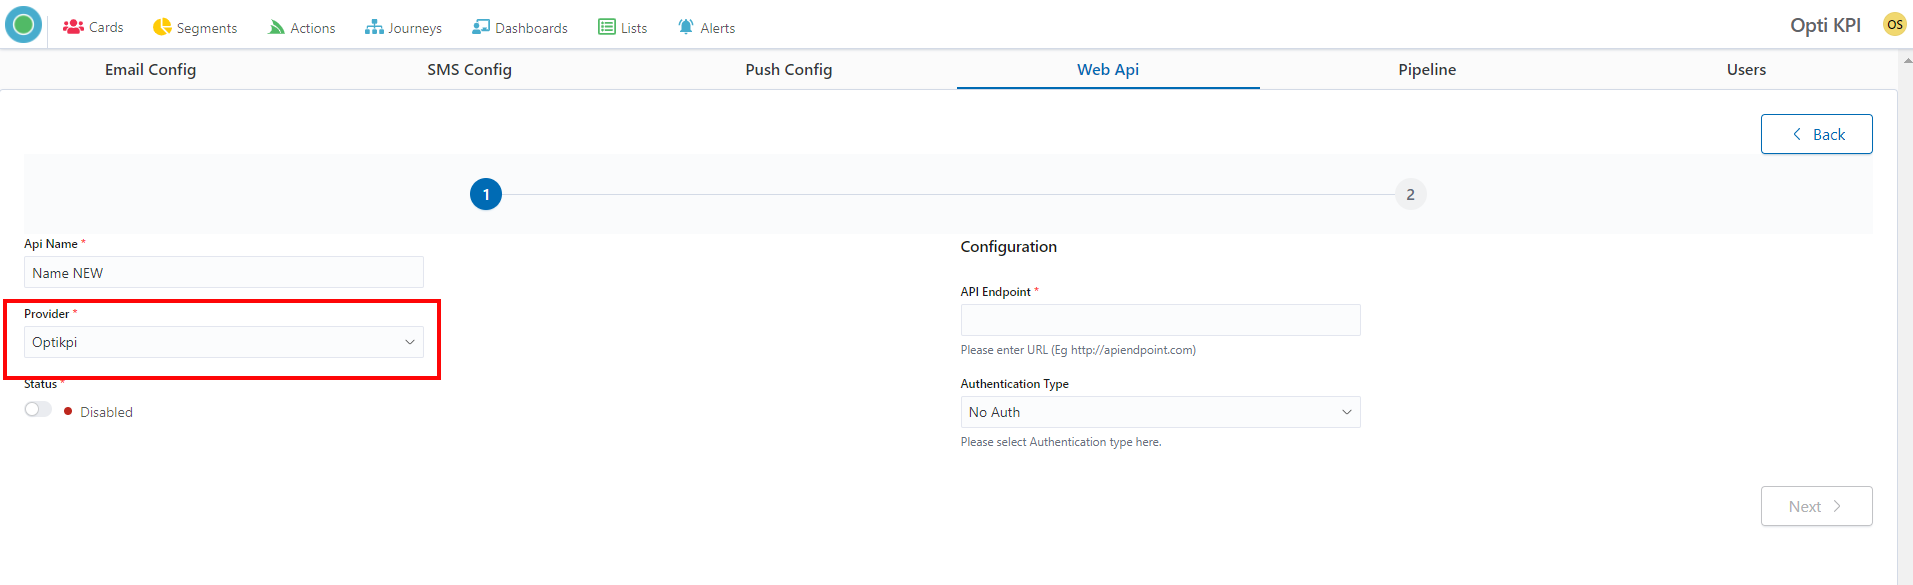 Cards Segments Actions Journeys Dashboards Lists Alerts Opti KPI OS
Email Config SMS Config Push Config Web Api Pipeline Users
Back
1 2
Api Name *
Name NEW
Provider *
Optikpi
Status *
Disabled
Configuration
API Endpoint *
Please enter URL (Eg http://apiendpoint.com)
Authentication Type
No Auth
Please select Authentication type here.
Next